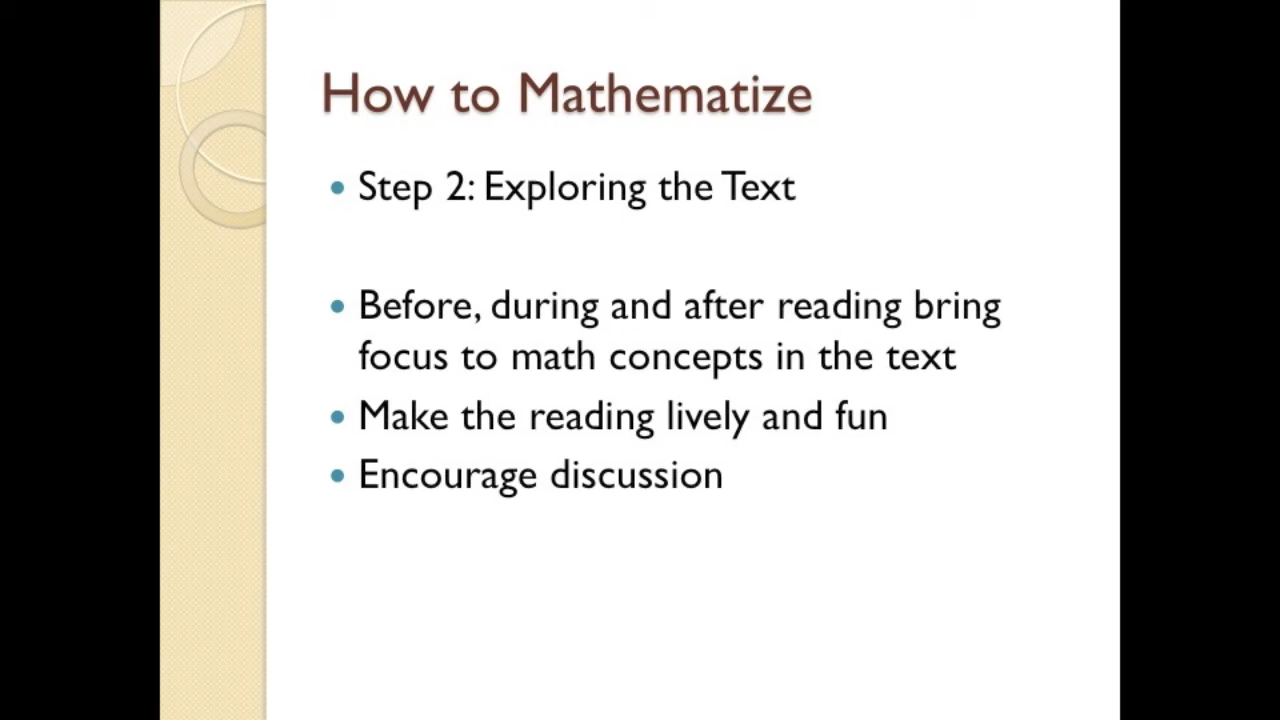 How to Mathematize
• Step 2: Exploring the Text
• Before, during and after reading bring
focus to math concepts in the text
• Make the reading lively and fun
• Encourage discussion